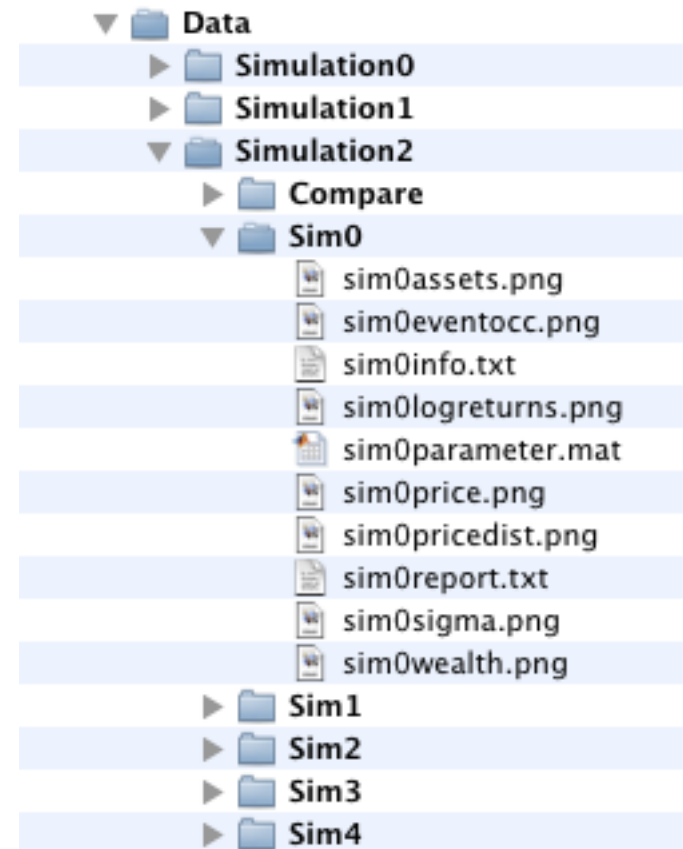 Data
Simulation0
Simulation1
Simulation2
Compare
Sim0
sim0assets.png
sim0eventocc.png
sim0info.txt
sim0logreturns.png
sim0parameter.mat
sim0price.png
sim0pricedist.png
sim0report.txt
sim0sigma.png
sim0wealth.png
Sim1
Sim2
Sim3
Sim4